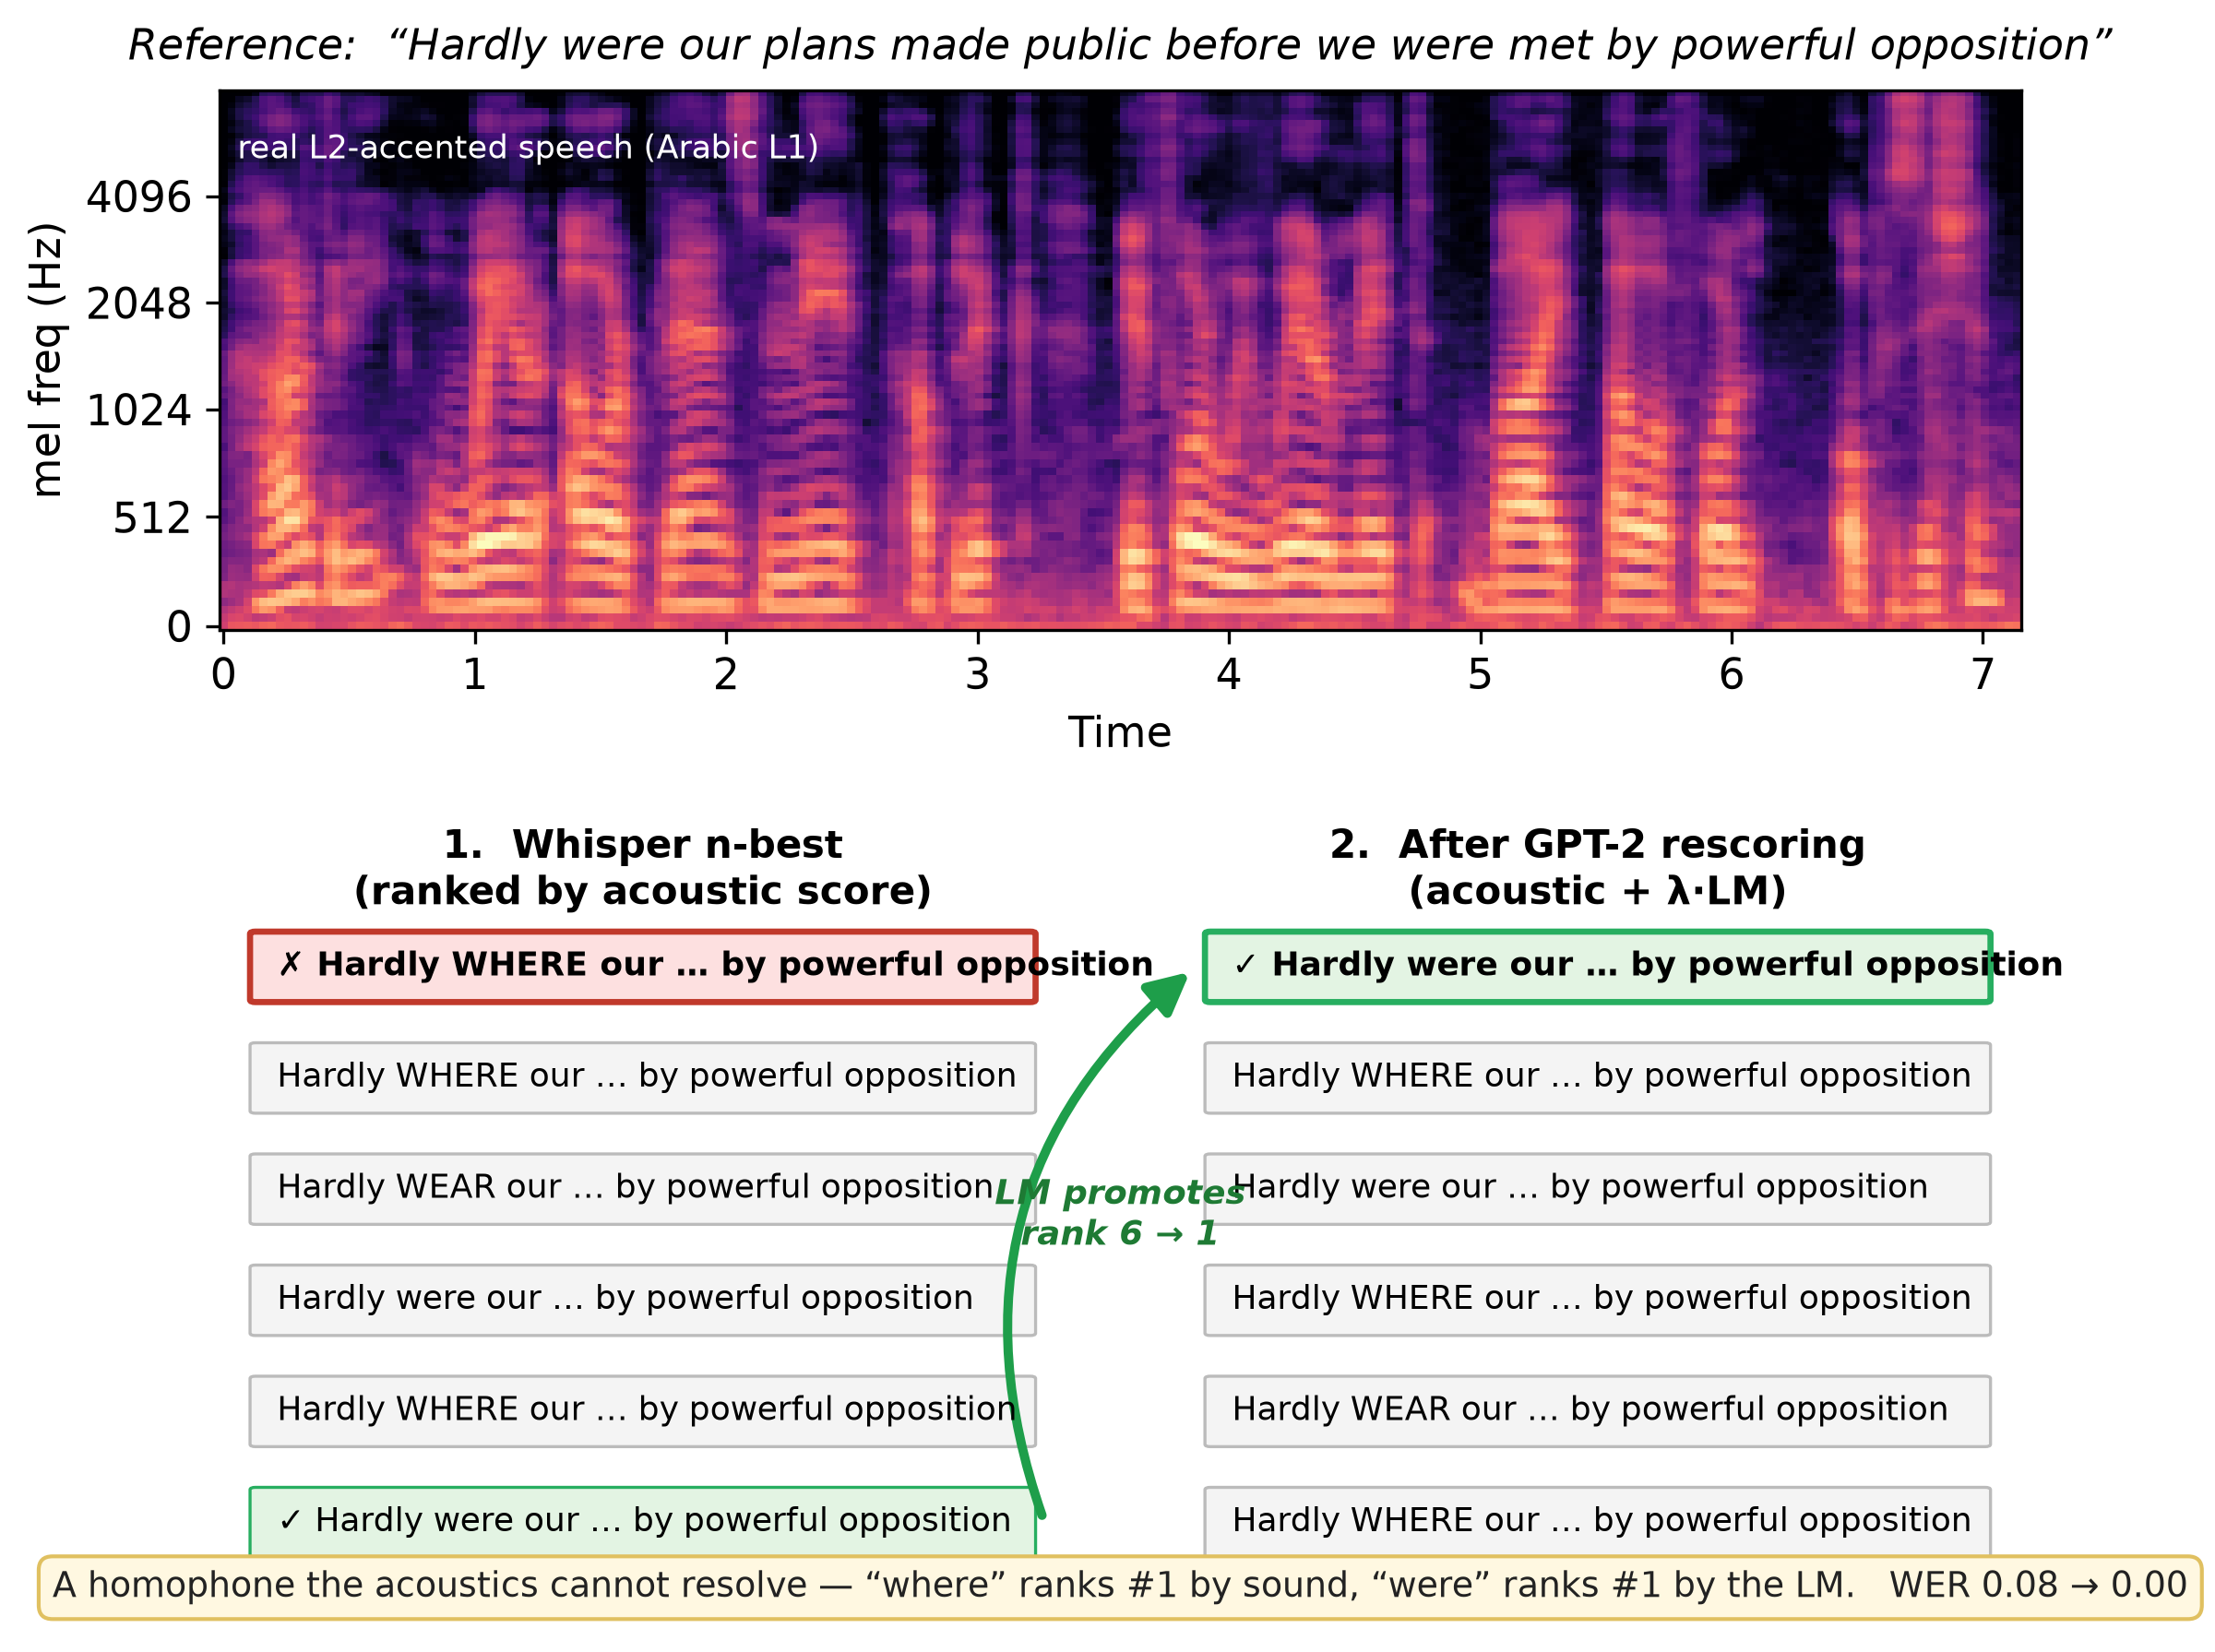 Reference: “Hardly were our plans made public before we were met by powerful opposition”
real L2-accented speech (Arabic L1)
mel freq (Hz)
4096
2048
1024
512
0
0 1 2 3 4 5 6 7
Time
1. Whisper n-best
(ranked by acoustic score)
✗ Hardly WHERE our … by powerful opposition
Hardly WHERE our … by powerful opposition
Hardly WEAR our … by powerful opposition
Hardly were our … by powerful opposition
Hardly WHERE our … by powerful opposition
✓ Hardly were our … by powerful opposition
LM promotes
rank 6 → 1
2. After GPT-2 rescoring
(acoustic + λ·LM)
✓ Hardly were our … by powerful opposition
Hardly WHERE our … by powerful opposition
Hardly were our … by powerful opposition
Hardly WHERE our … by powerful opposition
Hardly WEAR our … by powerful opposition
Hardly WHERE our … by powerful opposition
A homophone the acoustics cannot resolve — “where” ranks #1 by sound, “were” ranks #1 by the LM. WER 0.08 → 0.00